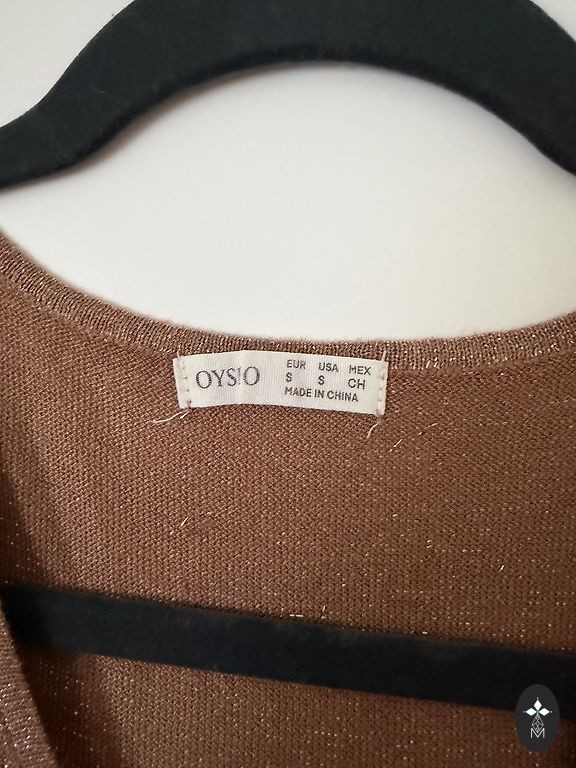 OYSHO
EUR USA MEX
S S CH
MADE IN CHINA
M